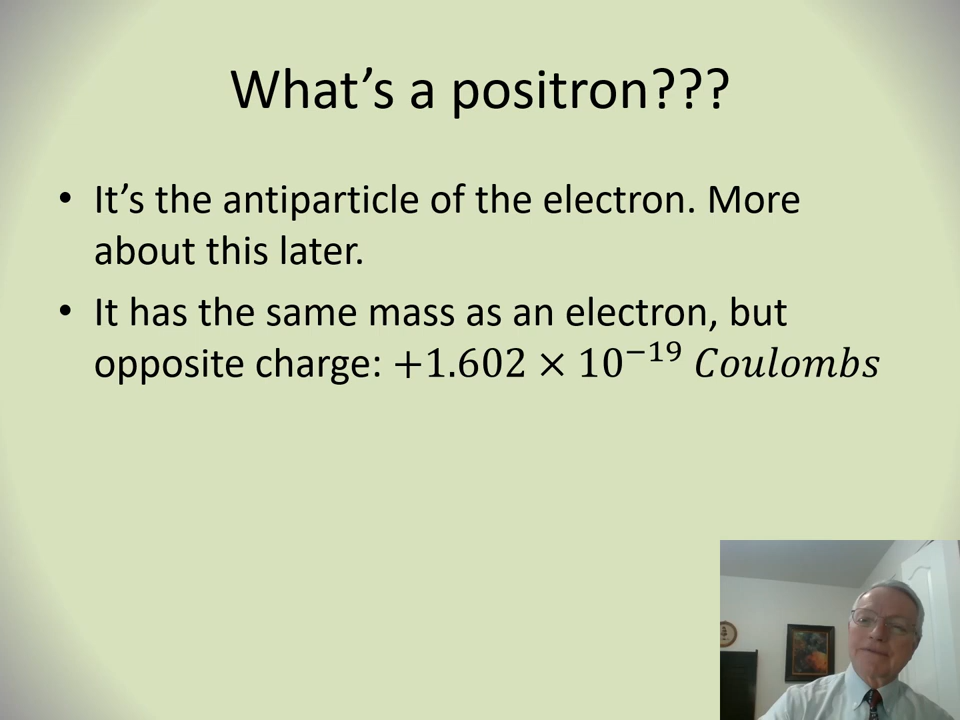 What’s a positron???
• It’s the antiparticle of the electron. More
about this later.
• It has the same mass as an electron, but
opposite charge: +1.602 × 10⁻¹⁹ Coulombs